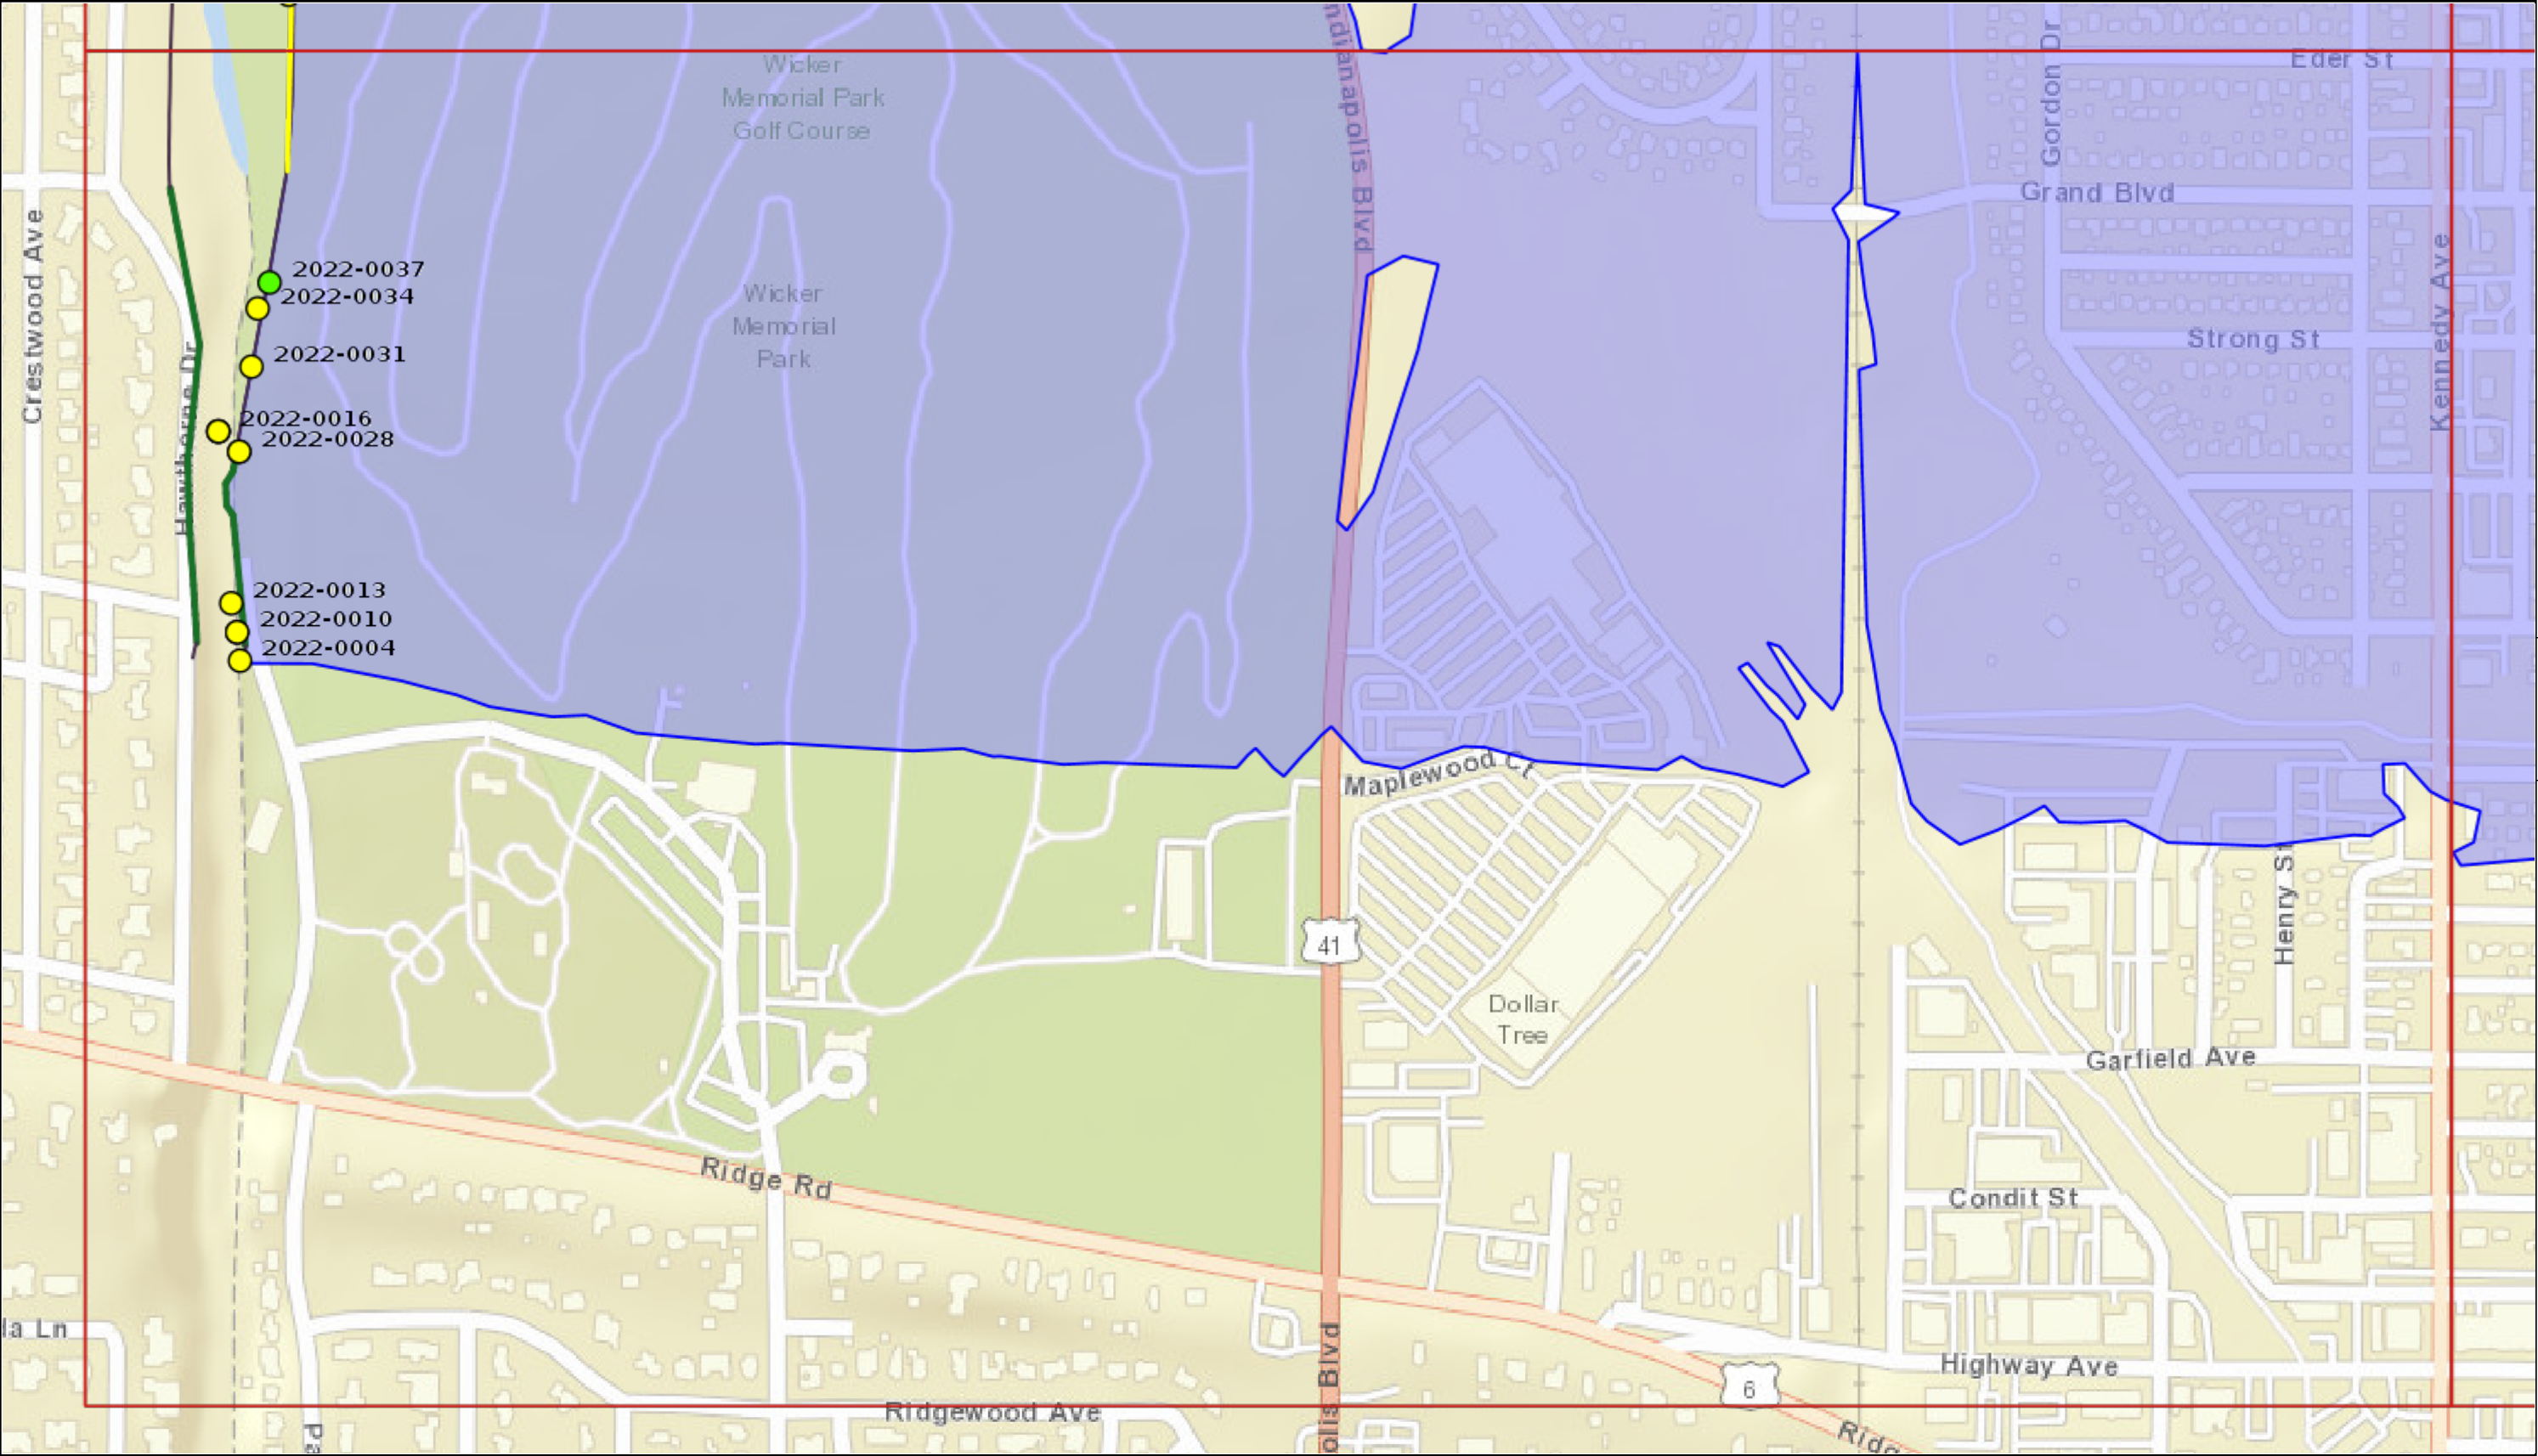 ndianapolis Blvd
Gordon Dr
Eder St
Wicker
Memorial Park
Golf Course
Grand Blvd
Crestwood Ave
Kennedy Ave
2022-0037
2022-0034
Wicker
Memorial
Park
Strong St
2022-0031
Hawthorne Dr
2022-0016
2022-0028
2022-0013
2022-0010
2022-0004
Maplewood Ct
Henry St
41
Dollar
Tree
Garfield Ave
Ridge Rd
Condit St
la Ln
olis Blvd
Highway Ave
6
Ridgewood Ave
Pa
Ridg